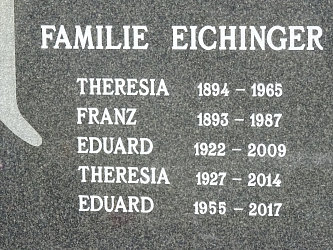 FAMILIE EICHINGER
THERESIA 1894 – 1965
FRANZ 1893 – 1987
EDUARD 1922 – 2009
THERESIA 1927 – 2014
EDUARD 1955 – 2017